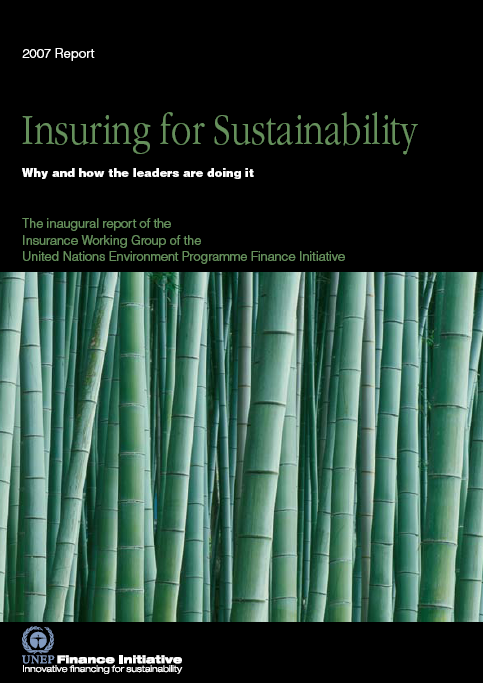 2007 Report
Insuring for Sustainability
Why and how the leaders are doing it
The inaugural report of the
Insurance Working Group of the
United Nations Environment Programme Finance Initiative
UNEP Finance Initiative
Innovative financing for sustainability